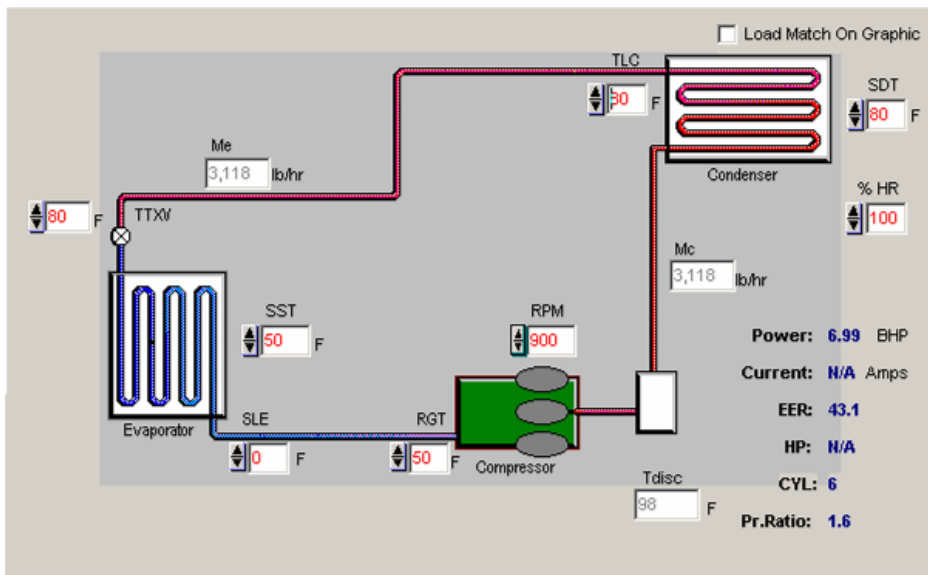 Load Match On Graphic
TLC
80 F
SDT
80 F
Me
3,118 lb/hr
Condenser
% HR
100
80 F
TTXV
Mc
3,118 lb/hr
SST
50 F
RPM
900
Power: 6.99 BHP
Current: N/A Amps
EER: 43.1
HP: N/A
CYL: 6
Pr.Ratio: 1.6
Evaporator
SLE
0 F
RGT
50 F
Compressor
Tdisc
98 F